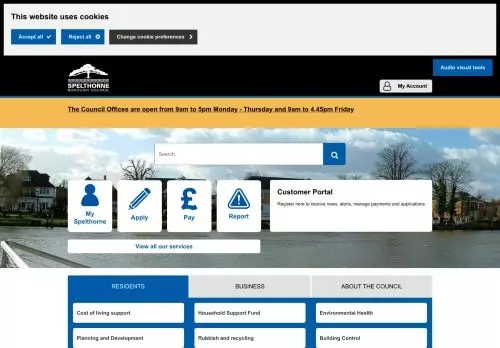 This website uses cookies
Accept all
Reject all
Change cookie preferences
Audio visual tools
SPELTHORNE
BOROUGH COUNCIL
My Account
The Council Offices are open from 9am to 5pm Monday - Thursday and 9am to 4.45pm Friday
Search...
My
Spelthorne
Apply
Pay
Report
Customer Portal
Register here to receive news, alerts, manage payments and applications
View all our services
RESIDENTS
BUSINESS
ABOUT THE COUNCIL
Cost of living support
Household Support Fund
Environmental Health
Planning and Development
Rubbish and recycling
Building Control